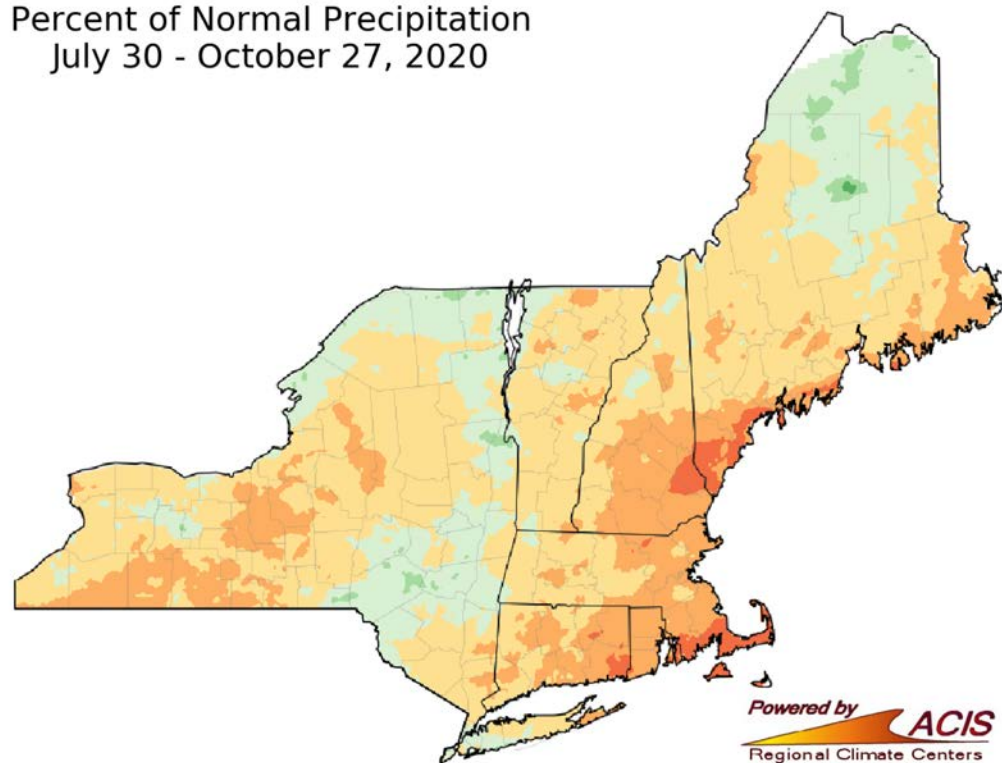 Percent of Normal Precipitation
July 30 - October 27, 2020
Powered by
ACIS
Regional Climate Centers